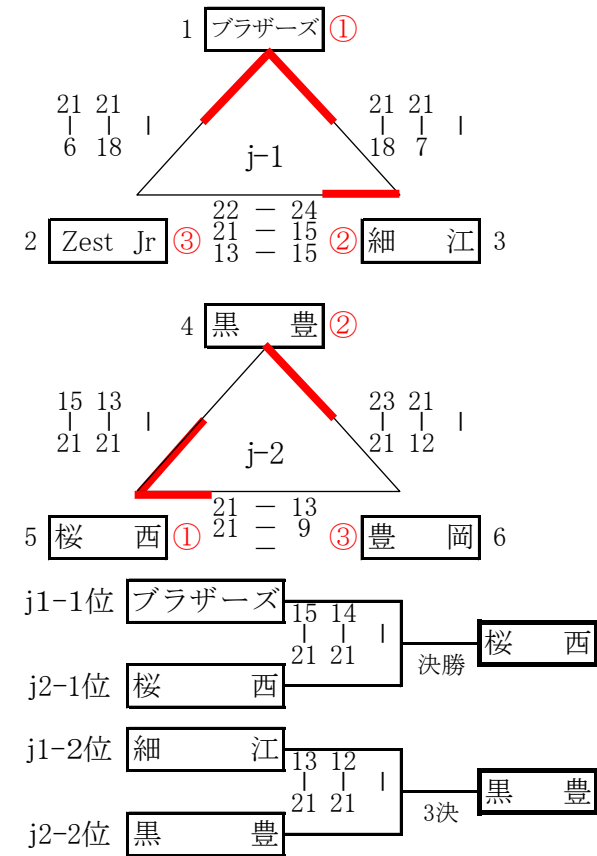 1 ブラザーズ ①
21 21 21 21
| | | | | |
6 18 18 7
j-1
22 － 24
21 － 15
13 － 15
2 Zest Jr ③ ② 細 江 3
4 黒 豊 ②
15 13 23 21
| | | | | |
21 21 21 12
j-2
21 － 13
21 － 9
－
5 桜 西 ① ③ 豊 岡 6
j1-1位 ブラザーズ
15 14
| | |
21 21
決勝 桜 西
j2-1位 桜 西
j1-2位 細 江
13 12
| | |
21 21
3決 黒 豊
j2-2位 黒 豊